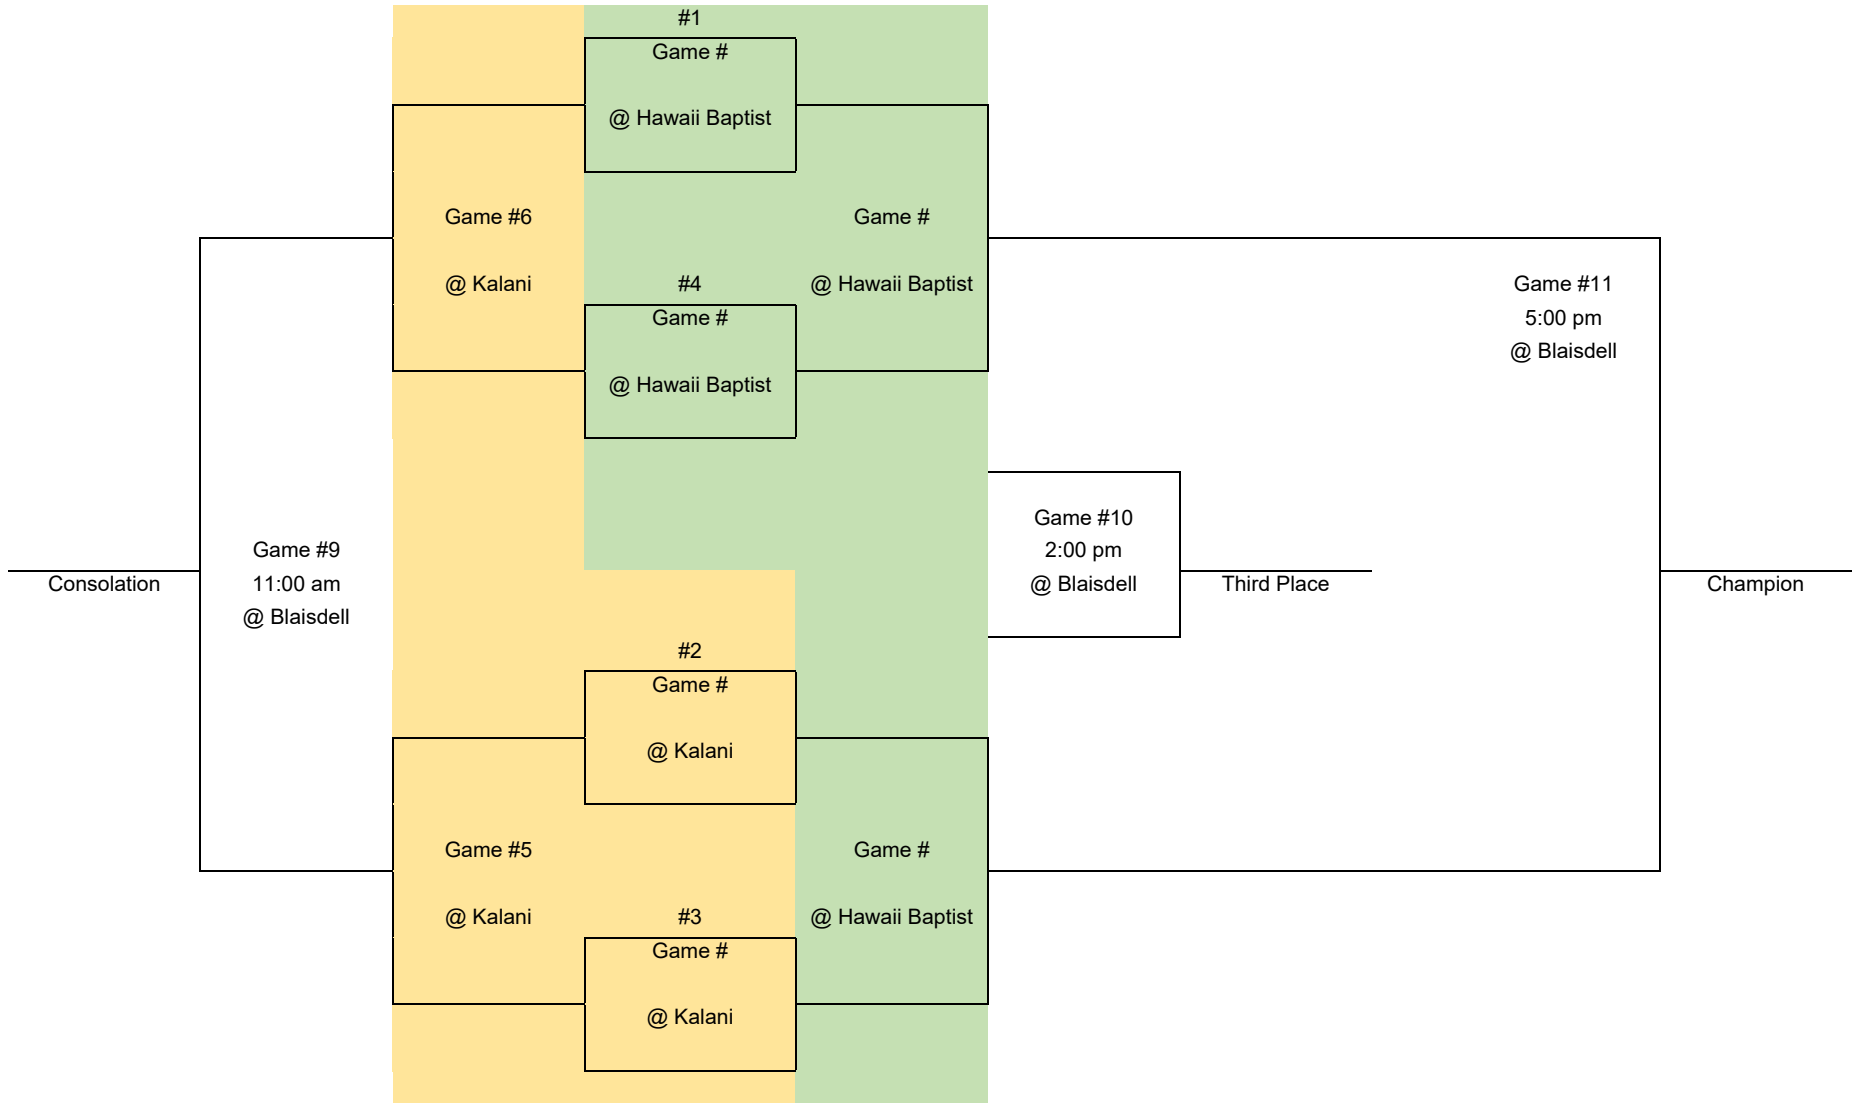 #1
Game #
@ Hawaii Baptist
Game #6
Game #
@ Kalani
#4
@ Hawaii Baptist
Game #11
Game #
5:00 pm
@ Blaisdell
@ Hawaii Baptist
Game #10
Game #9
2:00 pm
Consolation
11:00 am
@ Blaisdell
Third Place
Champion
@ Blaisdell
#2
Game #
@ Kalani
Game #5
Game #
@ Kalani
#3
@ Hawaii Baptist
Game #
@ Kalani